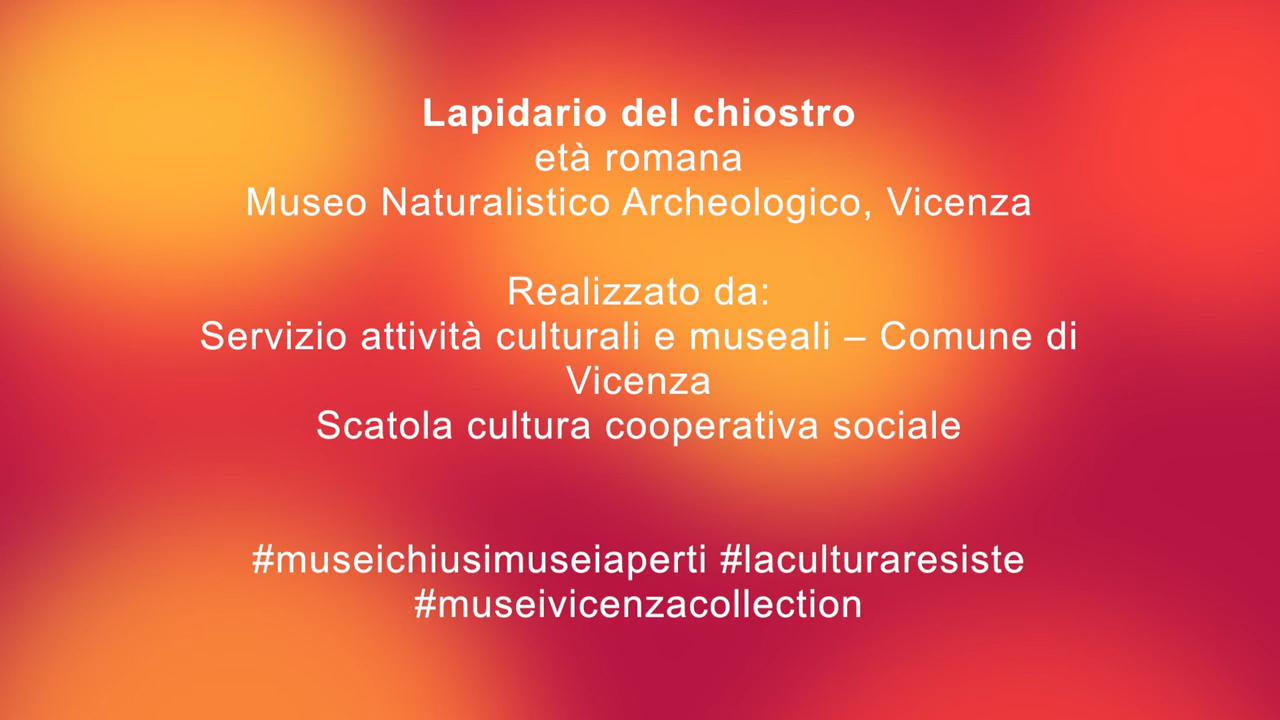 Lapidario del chiostro
età romana
Museo Naturalistico Archeologico, Vicenza
Realizzato da:
Servizio attività culturali e museali – Comune di
Vicenza
Scatola cultura cooperativa sociale
#museichiusimuseiaperti #laculturaresiste
#museivicenzacollection